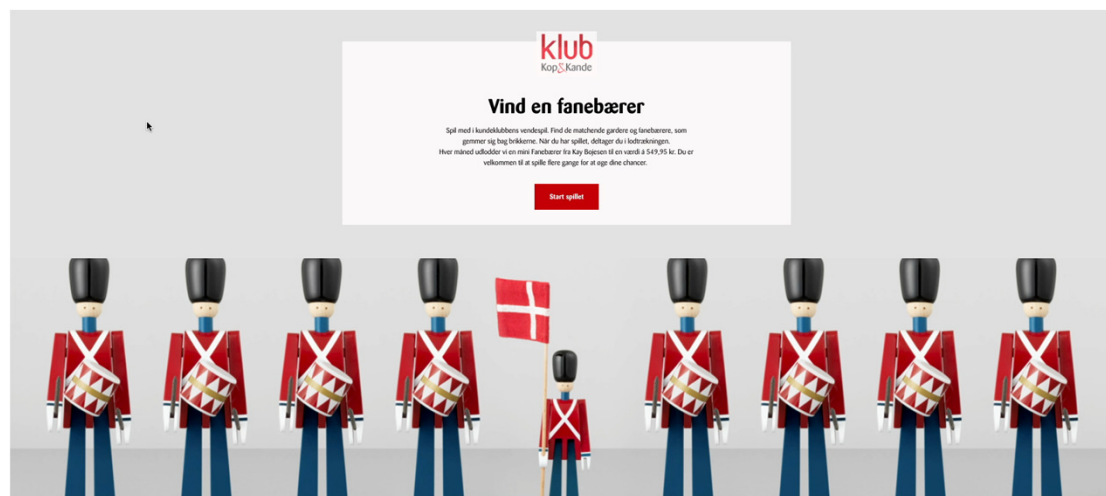 klub
Kop&Kande
Vind en fanebærer
Spil med i kundeklubbens vendespil. Find de matchende gardere og fanebærere, som
gemmer sig bag brikkerne. Når du har spillet, deltager du i lodtrækningen.
Hver måned udlodder vi en mini Fanebærer fra Kay Bojesen til en værdi á 549,95 kr. Du er
velkommen til at spille flere gange for at øge dine chancer.
Start spillet